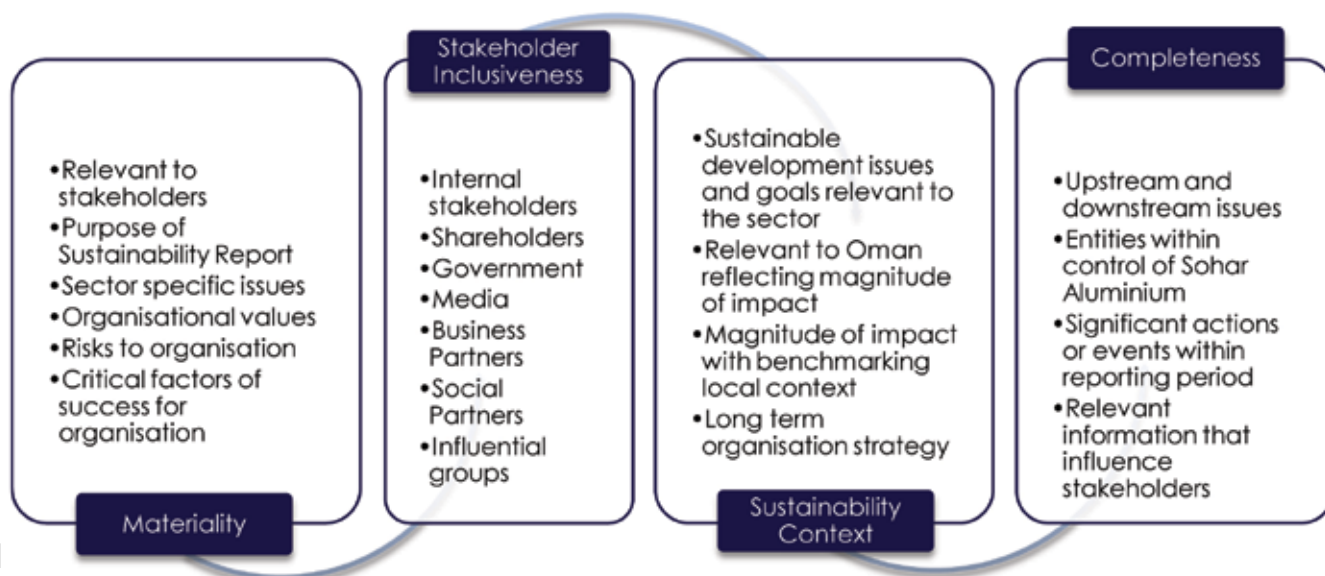 •Relevant to
stakeholders
•Purpose of
Sustainability Report
•Sector specific issues
•Organisational values
•Risks to organisation
•Critical factors of
success for
organisation
Materiality
Stakeholder
Inclusiveness
•Internal
stakeholders
•Shareholders
•Government
•Media
•Business
Partners
•Social
Partners
•Influential
groups
•Sustainable
development issues
and goals relevant to
the sector
•Relevant to Oman
reflecting magnitude
of impact
•Magnitude of impact
with benchmarking
local context
•Long term
organisation strategy
Sustainability
Context
Completeness
•Upstream and
downstream issues
•Entities within
control of Sohar
Aluminium
•Significant actions
or events within
reporting period
•Relevant
information that
influence
stakeholders